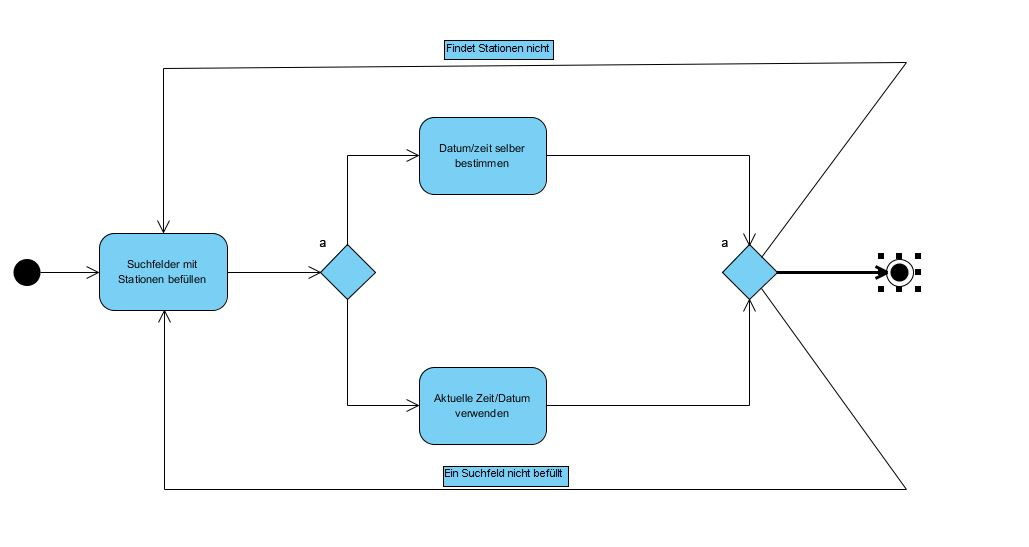 Findet Stationen nicht
Datum/zeit selber
bestimmen
a
a
Suchfelder mit
Stationen befüllen
Aktuelle Zeit/Datum
verwenden
Ein Suchfeld nicht befüllt